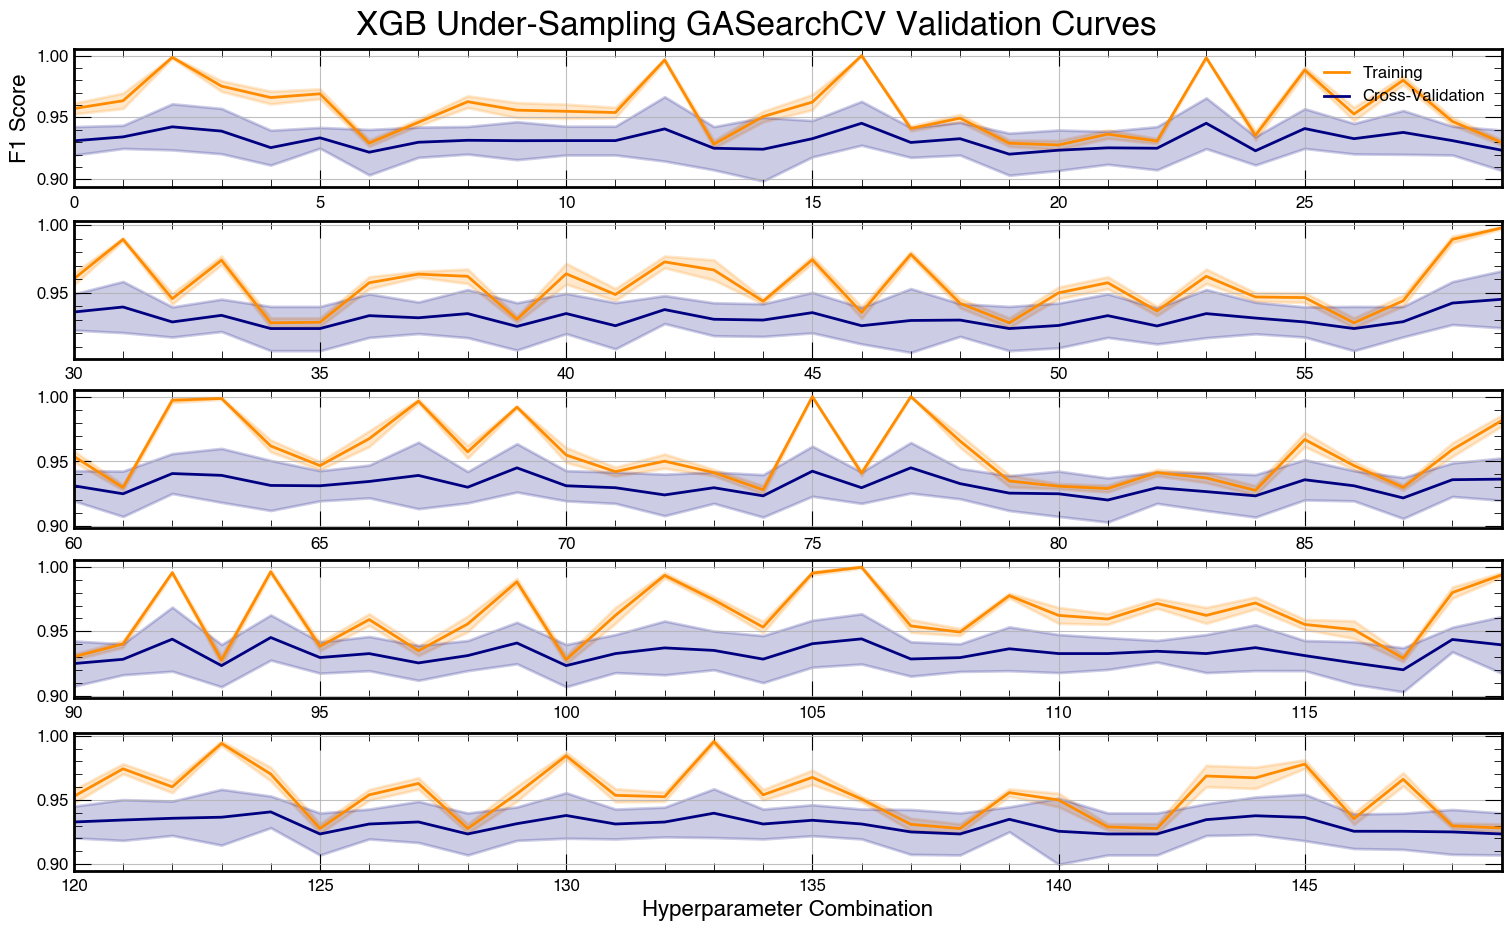 XGB Under-Sampling GASearchCV Validation Curves
F1 Score
1.00
0.95
0.90
0 5 10 15 20 25
Training
Cross-Validation
1.00
0.95
30 35 40 45 50 55
1.00
0.95
0.90
60 65 70 75 80 85
1.00
0.95
0.90
90 95 100 105 110 115
1.00
0.95
0.90
120 125 130 135 140 145
Hyperparameter Combination